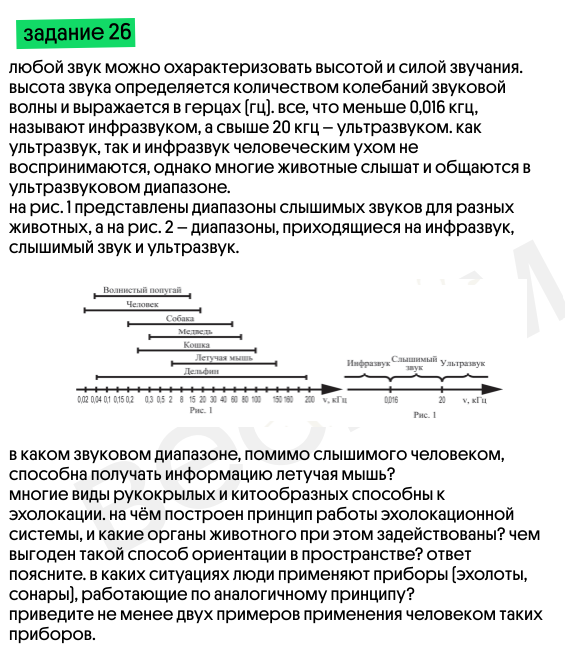 задание 26
любой звук можно охарактеризовать высотой и силой звучания.
высота звука определяется количеством колебаний звуковой
волны и выражается в герцах (гц). все, что меньше 0,016 кгц,
называют инфразвуком, а свыше 20 кгц – ультразвуком. как
ультразвук, так и инфразвук человеческим ухом не
воспринимаются, однако многие животные слышат и общаются в
ультразвуковом диапазоне.
на рис. 1 представлены диапазоны слышимых звуков для разных
животных, а на рис. 2 – диапазоны, приходящиеся на инфразвук,
слышимый звук и ультразвук.
Волнистый попугай
Человек
Собака
Медведь
Кошка
Летучая мышь
Дельфин
0,02 0,04 0,1 0,15 0,2 0,3 0,5 2 8 15 20 30 40 60 80 100 150 160 200 ν, кГц
Рис. 1
Инфразвук Слышимый звук Ультразвук
0,016 20 ν, кГц
Рис. 1
в каком звуковом диапазоне, помимо слышимого человеком,
способна получать информацию летучая мышь?
многие виды рукокрылых и китообразных способны к
эхолокации. на чём построен принцип работы эхолокационной
системы, и какие органы животного при этом задействованы? чем
выгоден такой способ ориентации в пространстве? ответ
поясните. в каких ситуациях люди применяют приборы (эхолоты,
сонары), работающие по аналогичному принципу?
приведите не менее двух примеров применения человеком таких
приборов.